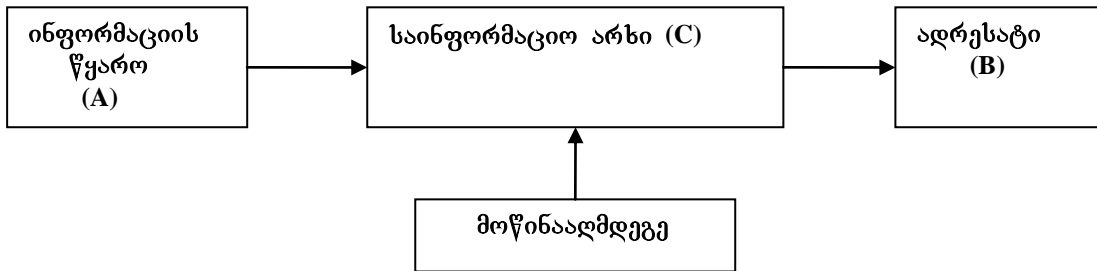 ინფორმაციის
წყარო
(A)
საინფორმაციო არხი (C)
ადრესატი
(B)
მოწინააღმდეგე